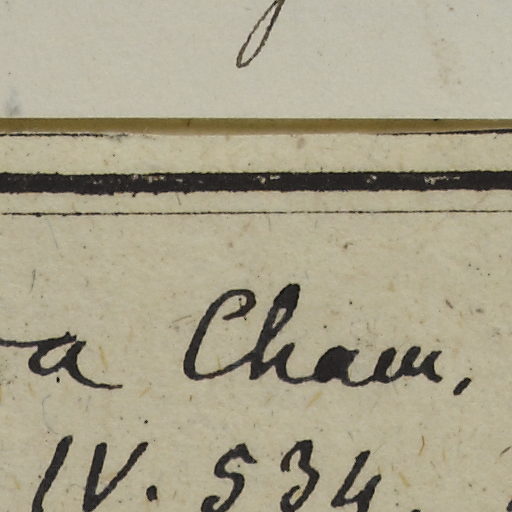 a Cham,
IV. 534.